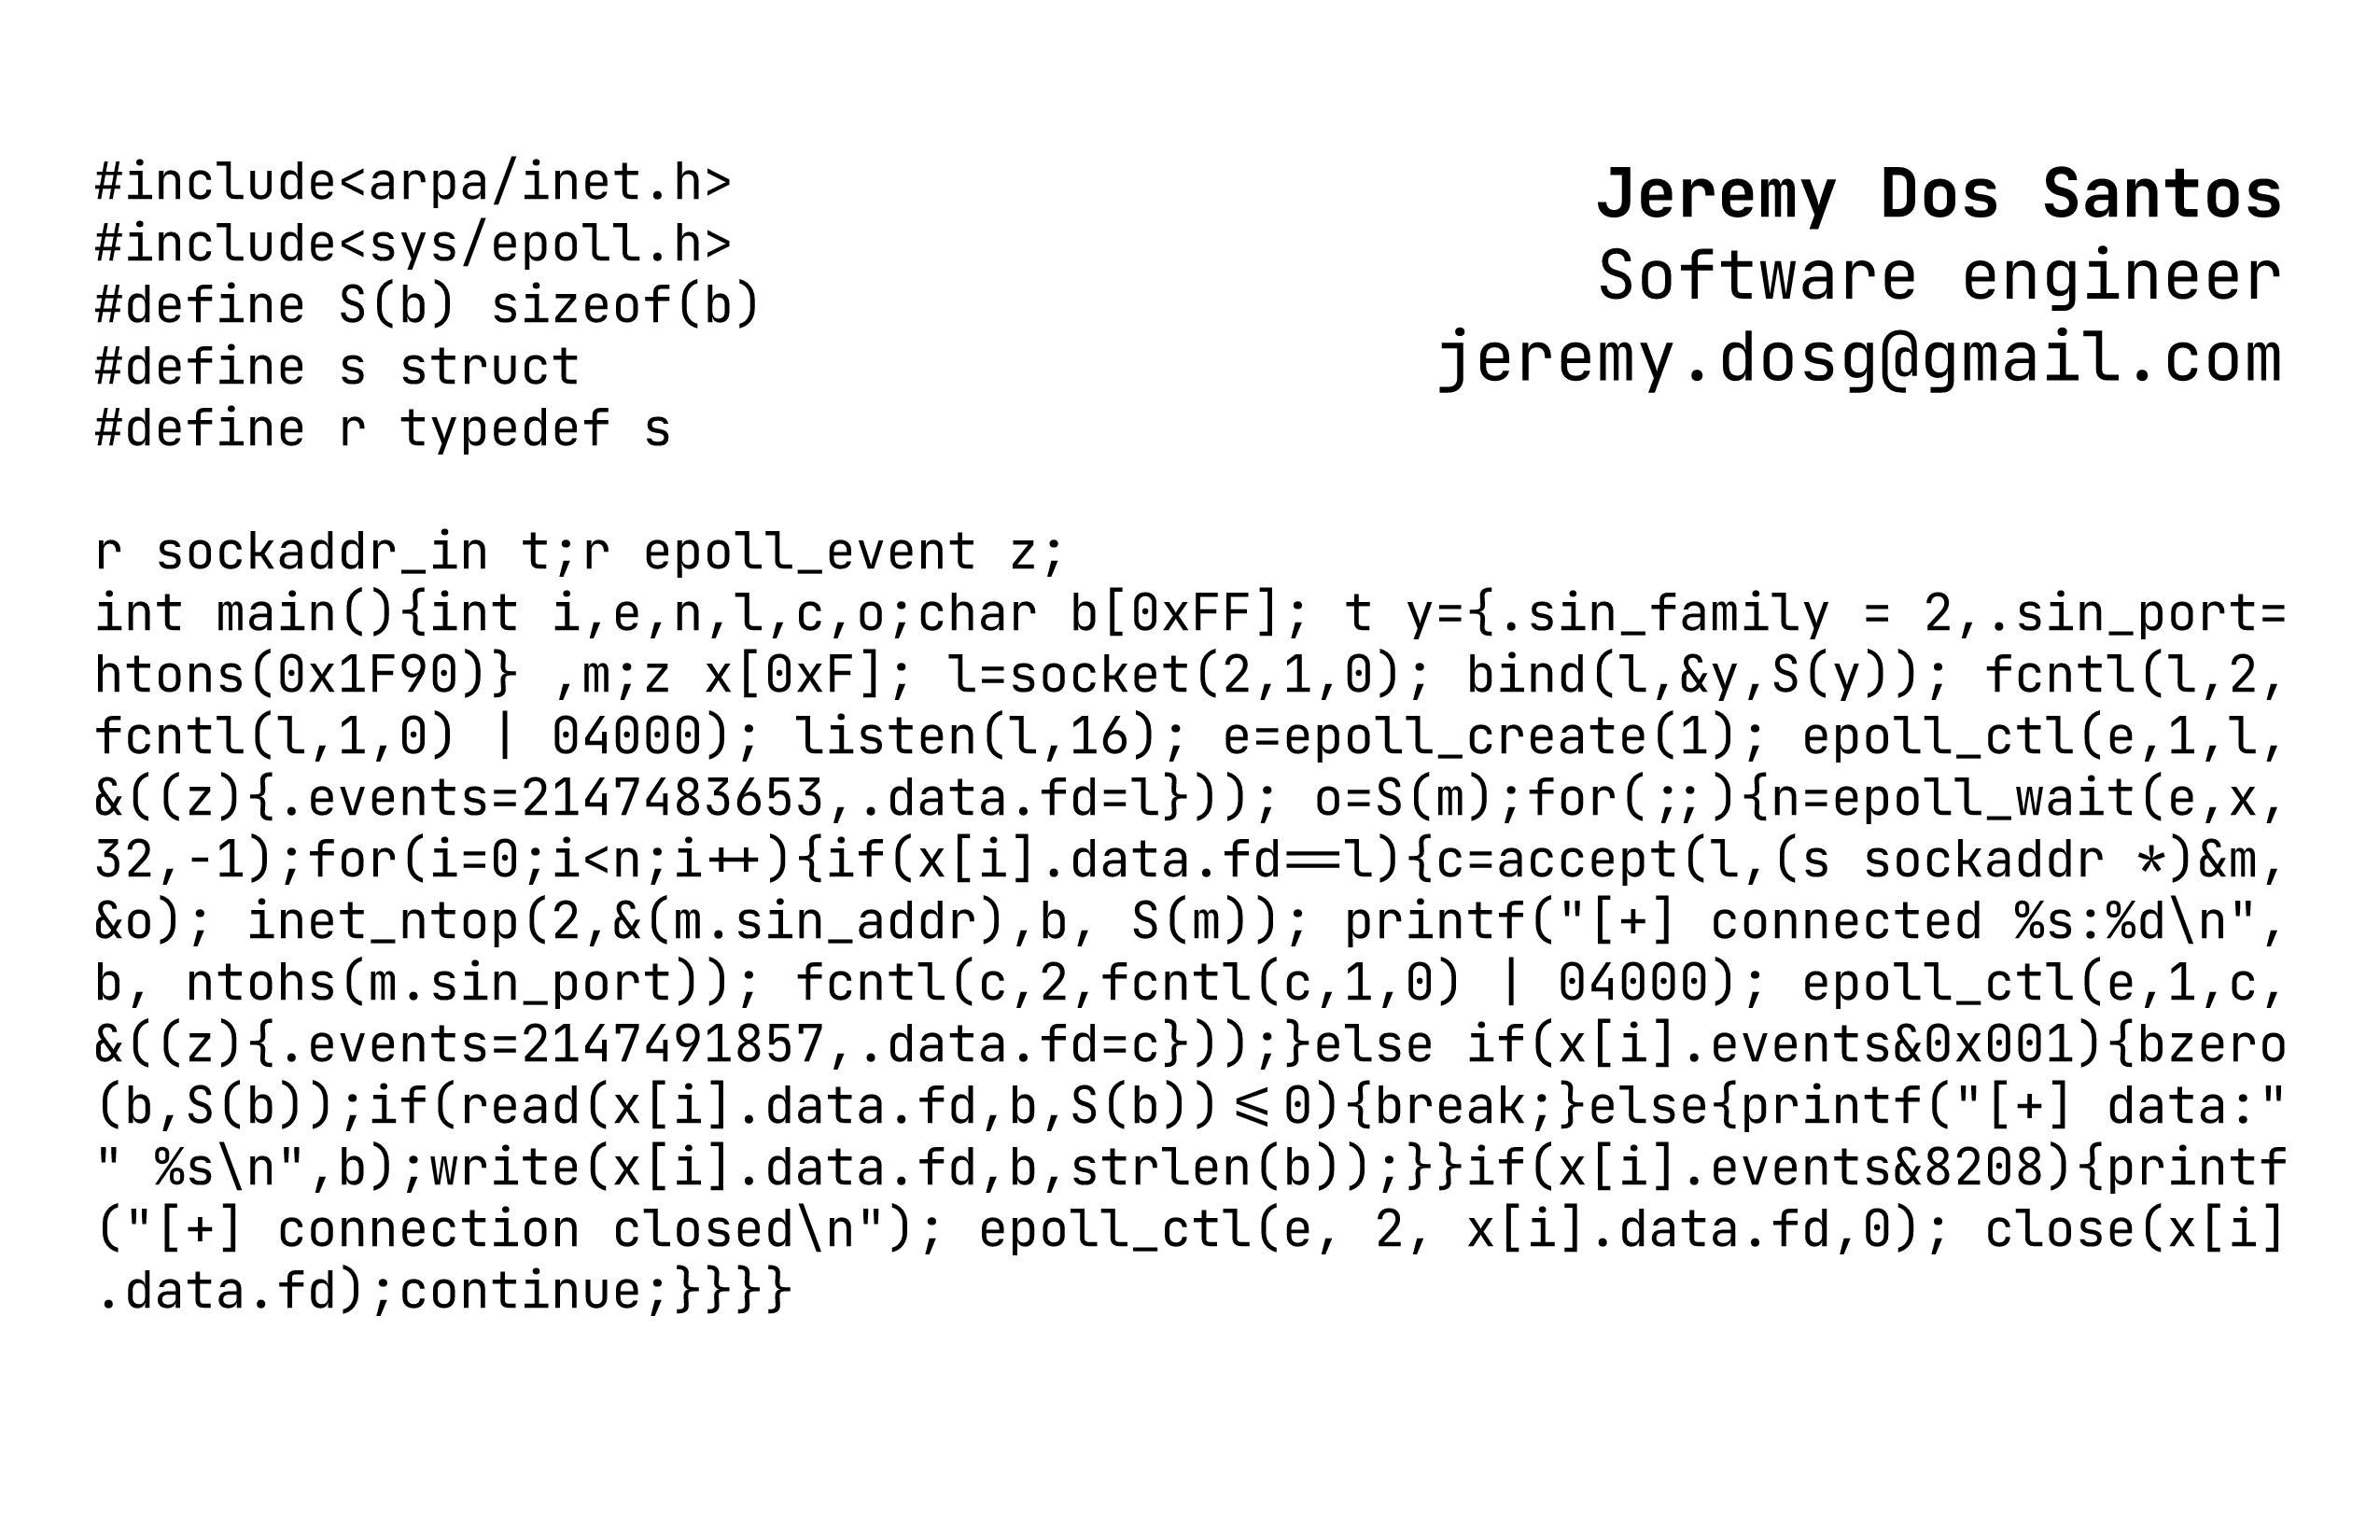 #include<arpa/inet.h>
#include<sys/epoll.h>
#define S(b) sizeof(b)
#define s struct
#define r typedef s
Jeremy Dos Santos
Software engineer
jeremy.dosg@gmail.com
r sockaddr_in t;r epoll_event z;
int main(){int i,e,n,l,c,o;char b[0xFF]; t y={.sin_family = 2,.sin_port=
htons(0x1F90)} ,m;z x[0xF]; l=socket(2,1,0); bind(l,&y,S(y)); fcntl(l,2,
fcntl(l,1,0) | 04000); listen(l,16); e=epoll_create(1); epoll_ctl(e,1,l,
&((z){.events=2147483653,.data.fd=l})); o=S(m);for(;;){n=epoll_wait(e,x,
32,-1);for(i=0;i<n;i++){if(x[i].data.fd==l){c=accept(l,(s sockaddr *)&m,
&o); inet_ntop(2,&(m.sin_addr),b, S(m)); printf("[+] connected %s:%d\n",
b, ntohs(m.sin_port)); fcntl(c,2,fcntl(c,1,0) | 04000); epoll_ctl(e,1,c,
&((z){.events=2147491857,.data.fd=c}));}else if(x[i].events&0x001){bzero
(b,S(b));if(read(x[i].data.fd,b,S(b))<=0){break;}else{printf("[+] data:"
" %s\n",b);write(x[i].data.fd,b,strlen(b));}}if(x[i].events&8208){printf
("[+] connection closed\n"); epoll_ctl(e, 2, x[i].data.fd,0); close(x[i]
.data.fd);continue;}}}}